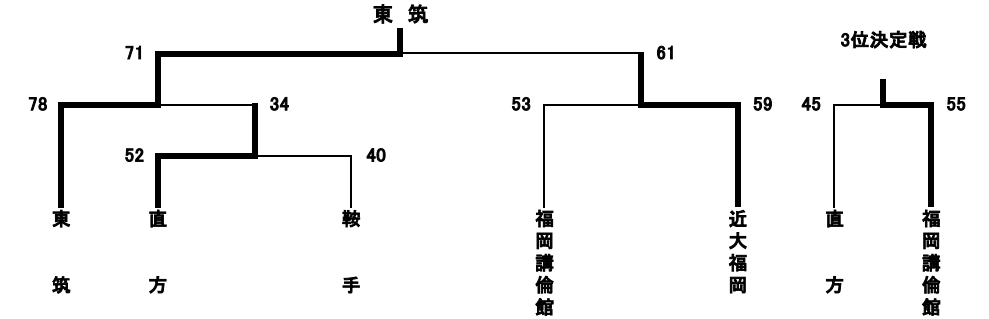 東 筑
3位決定戦
71
61
78
34
53
59
45
55
52
40
東筑
直方
鞍手
福岡講倫館
近大福岡
直方
福岡講倫館